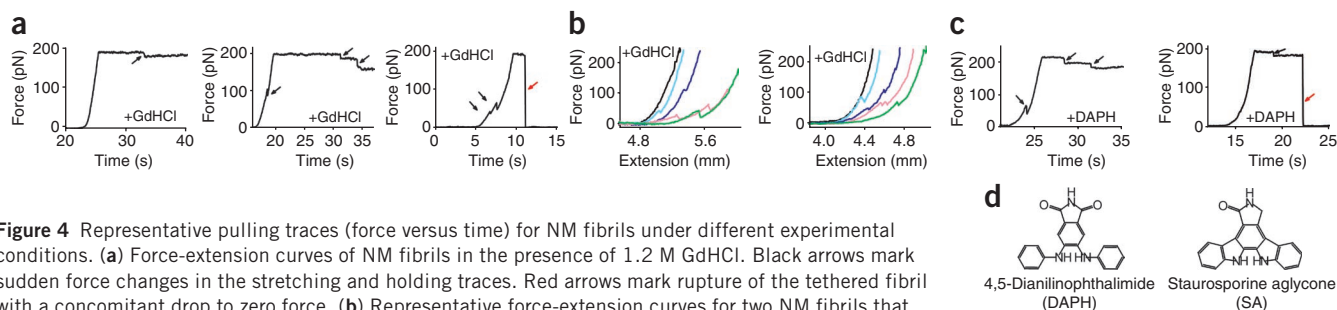 a
b
c
Force (pN)
200
100
0
+GdHCl
20
30
40
Time (s)
Force (pN)
200
100
0
+GdHCl
20
25
30
35
Time (s)
Force (pN)
200
100
0
+GdHCl
0
5
10
15
Time (s)
Force (pN)
200
100
0
+GdHCl
4.8
5.6
Extension (mm)
Force (pN)
200
100
0
+GdHCl
4.0
4.4
4.8
Extension (mm)
Force (pN)
200
100
0
+DAPH
25
30
35
Time (s)
Force (pN)
200
100
0
+DAPH
15
20
25
Time (s)
Figure 4 Representative pulling traces (force versus time) for NM fibrils under different experimental
conditions. (a) Force-extension curves of NM fibrils in the presence of 1.2 M GdHCl. Black arrows mark
sudden force changes in the stretching and holding traces. Red arrows mark rupture of the tethered fibril
with a concomitant drop to zero force. (b) Representative force-extension curves for two NM fibrils that
d
H
O N O
NHHN
4,5-Dianilinophthalimide
(DAPH)
H
O N
NH HN
Staurosporine aglycone
(SA)